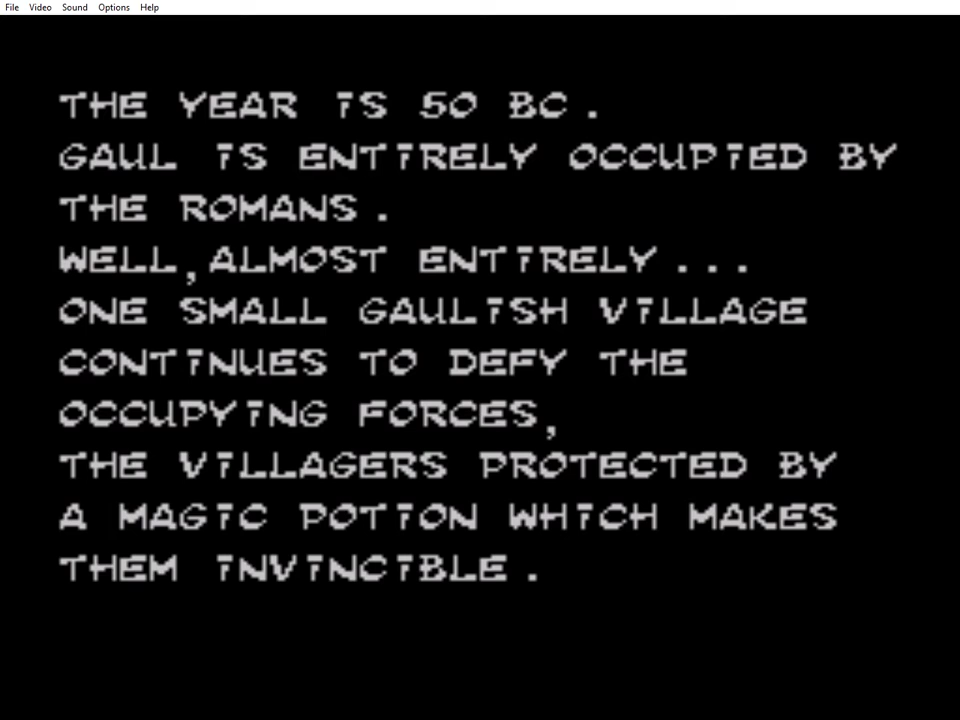 File Video Sound Options Help
THE YEAR IS 50 BC.
GAUL IS ENTIRELY OCCUPIED BY
THE ROMANS.
WELL,ALMOST ENTIRELY...
ONE SMALL GAULISH VILLAGE
CONTINUES TO DEFY THE
OCCUPYING FORCES,
THE VILLAGERS PROTECTED BY
A MAGIC POTION WHICH MAKES
THEM INVINCIBLE.